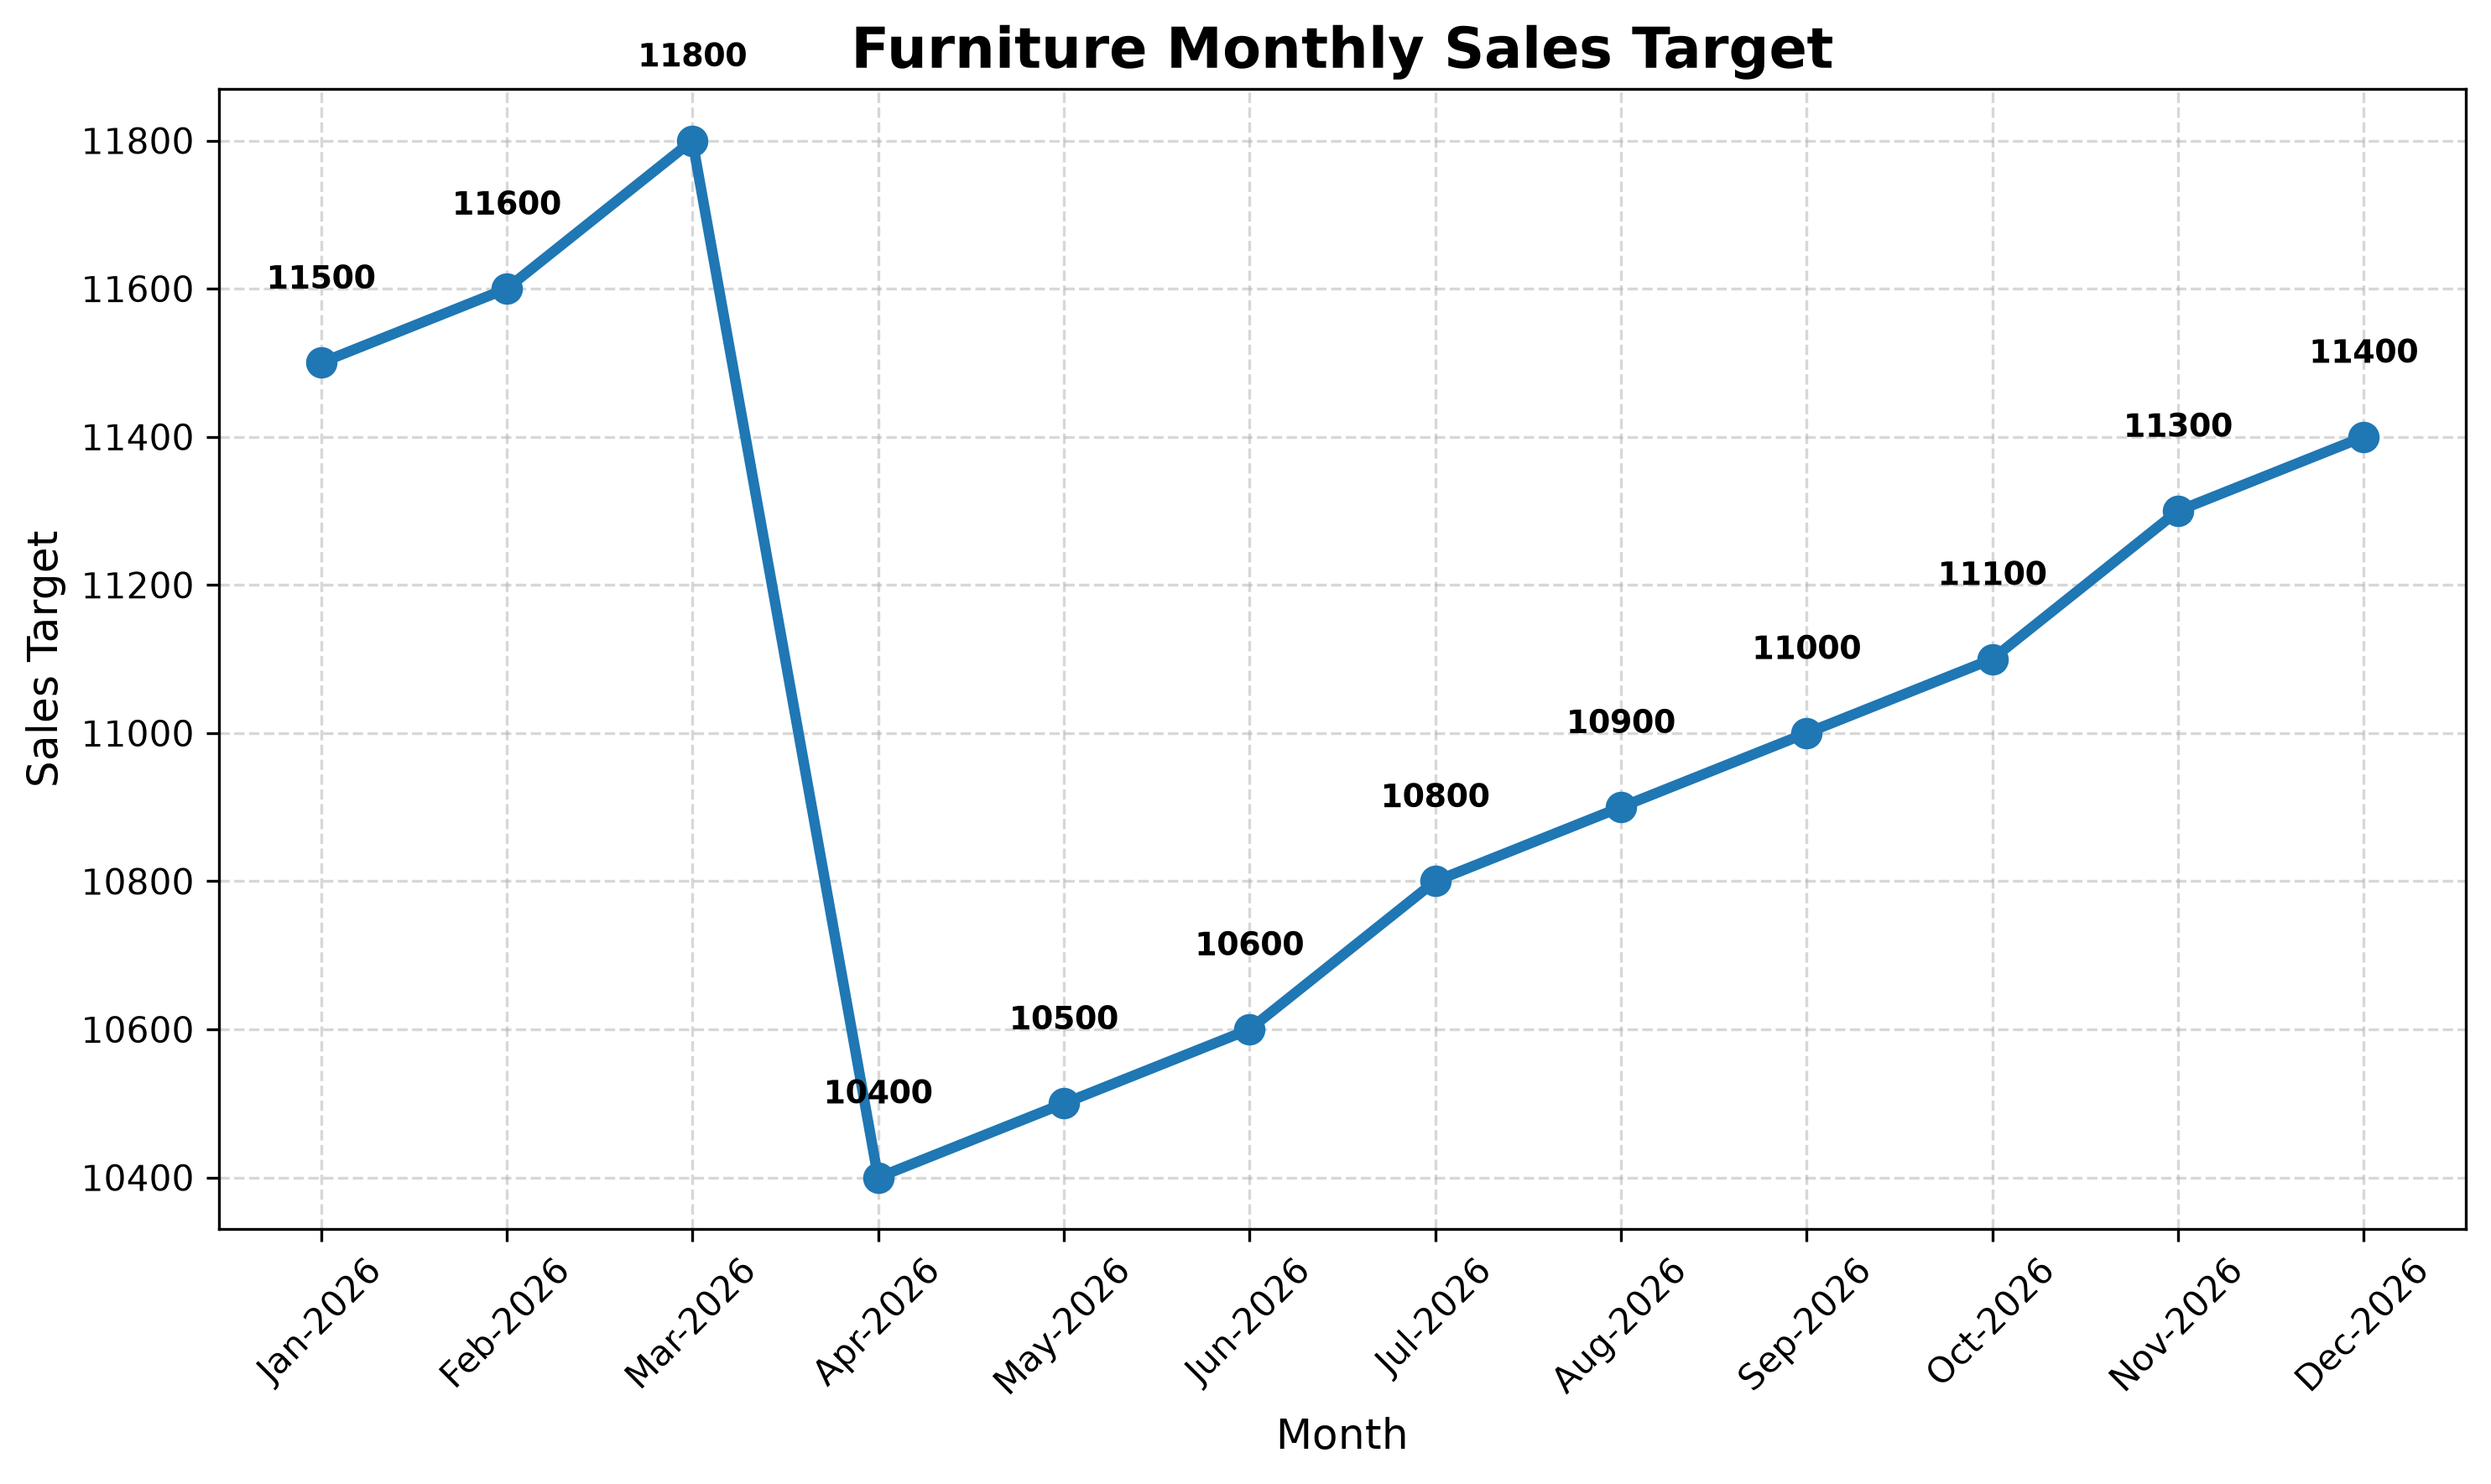 Furniture Monthly Sales Target
11800
11600
11500
11400
11300
11100
11000
10900
10800
10600
10500
10400
Sales Target
11800
11600
11400
11200
11000
10800
10600
10400
Jan-2026
Feb-2026
Mar-2026
Apr-2026
May-2026
Jun-2026
Jul-2026
Aug-2026
Sep-2026
Oct-2026
Nov-2026
Dec-2026
Month